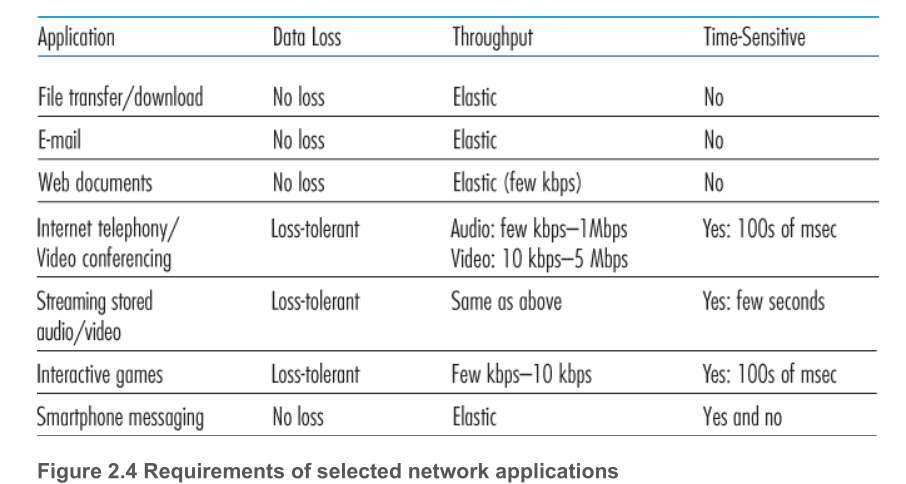 Application Data Loss Throughput Time-Sensitive
File transfer/download No loss Elastic No
E-mail No loss Elastic No
Web documents No loss Elastic (few kbps) No
Internet telephony/ Loss-tolerant Audio: few kbps–1Mbps Yes: 100s of msec
Video conferencing Video: 10 kbps–5 Mbps
Streaming stored Loss-tolerant Same as above Yes: few seconds
audio/video
Interactive games Loss-tolerant Few kbps–10 kbps Yes: 100s of msec
Smartphone messaging No loss Elastic Yes and no
Figure 2.4 Requirements of selected network applications